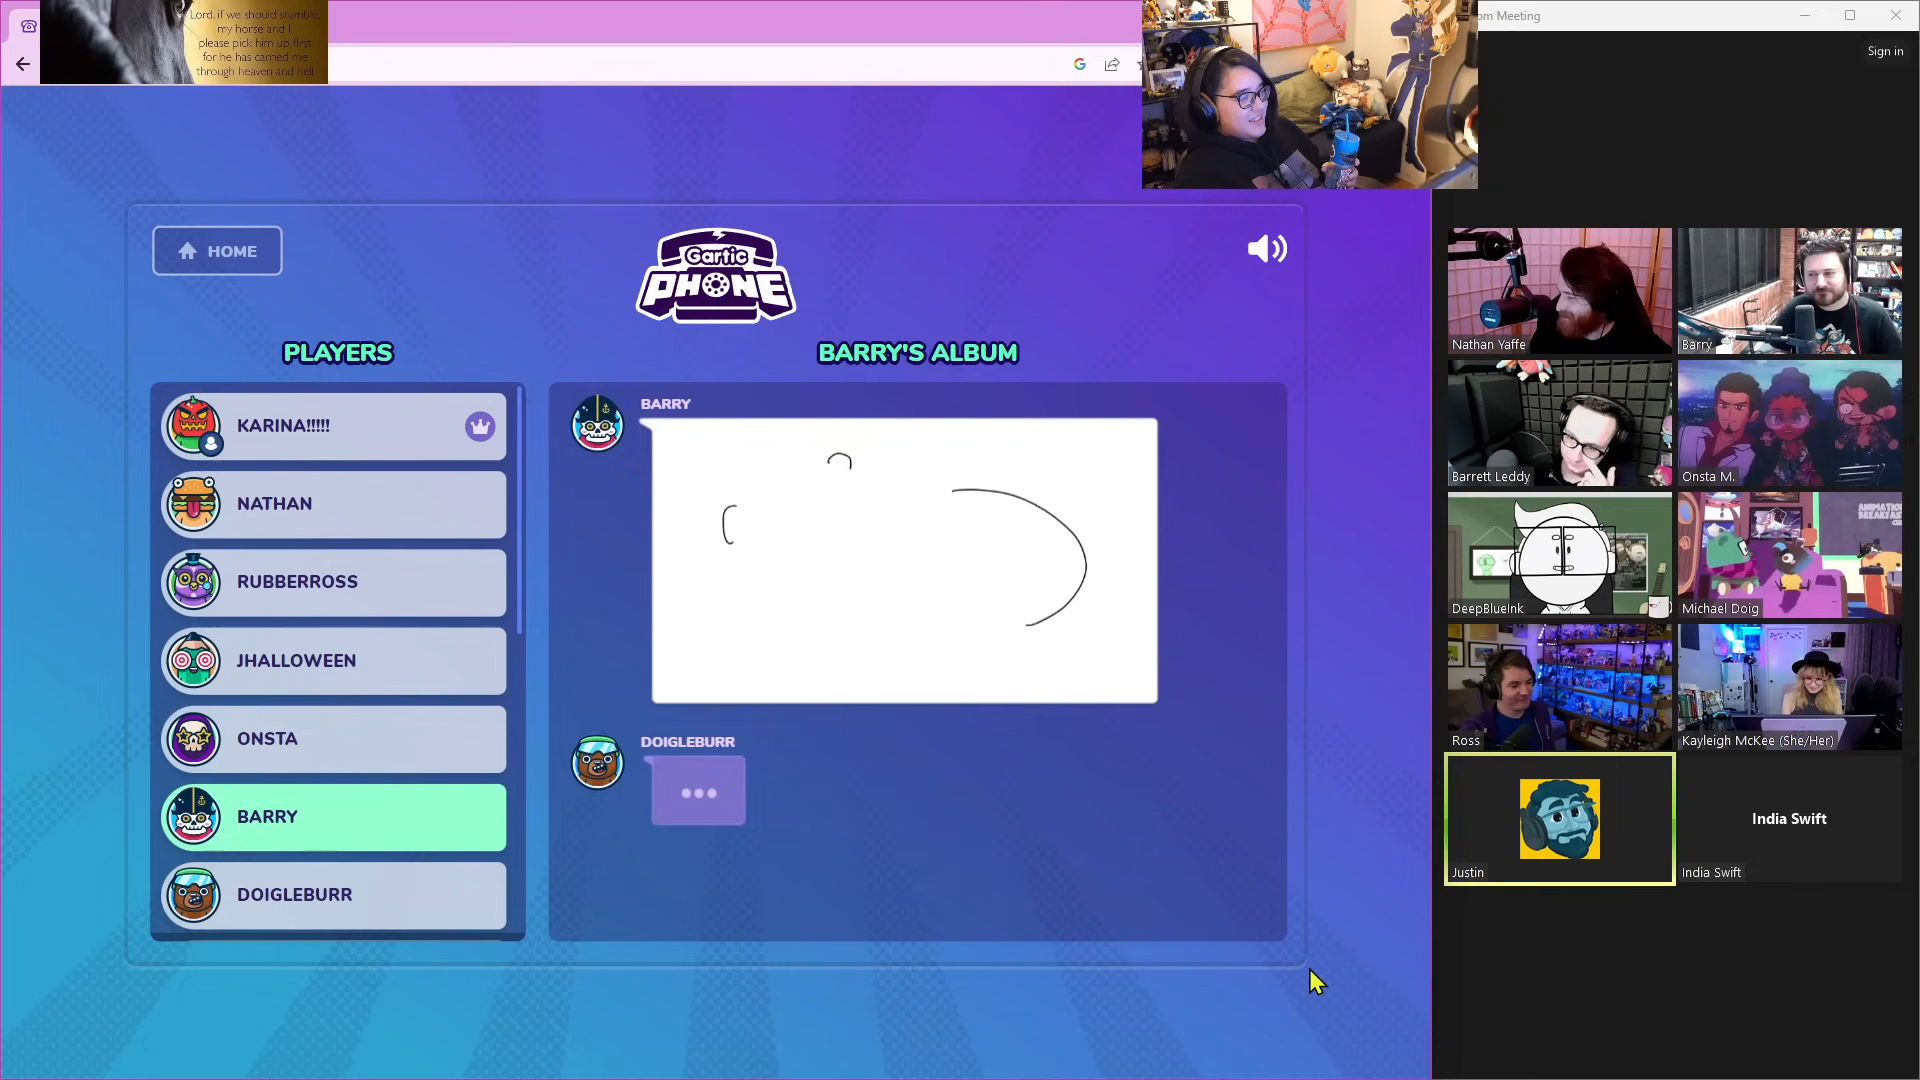 Lord, if we should stumble,
my horse and I,
please pick him up first
for he has carried me
through heaven and hell
om Meeting
Sign in
HOME
Gartic
PHONE
PLAYERS
BARRY'S ALBUM
KARINA!!!!!
NATHAN
RUBBERROSS
JHALLOWEEN
ONSTA
BARRY
DOIGLEBURR
BARRY
DOIGLEBURR
Nathan Yaffe
Barry
Barrett Leddy
Onsta M.
DeepBlueInk
ANIMATION
BREAKFAS
Michael Doig
Ross
Kayleigh McKee (She/Her)
Justin
India Swift
India Swift